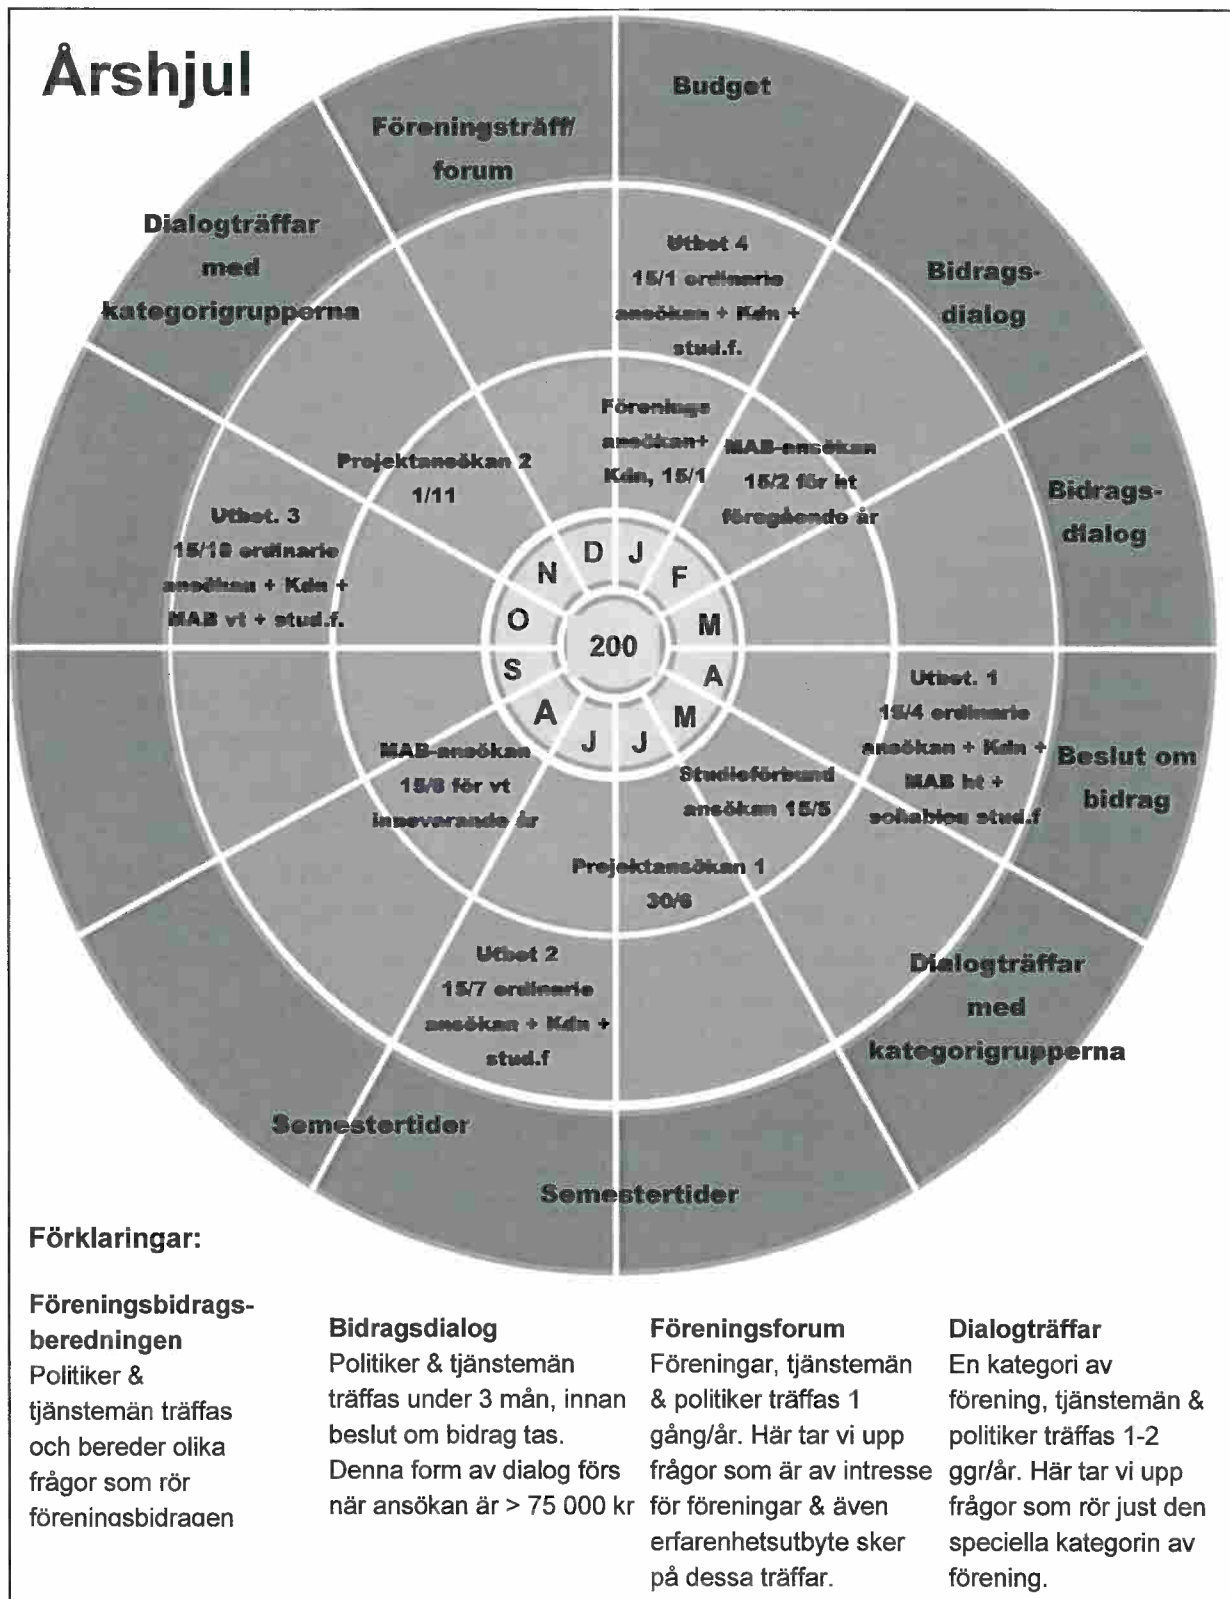 Årshjul
Budget
Föreningsträff/
forum
Dialogträffar
med
kategorigrupperna
Bidrags-
dialog
Bidrags-
dialog
Beslut om
bidrag
Dialogträffar
med
kategorigrupperna
Semestertider
Semestertider
Utbet 4
15/1 ordinarie
ansökan + Kdn +
stud.f.
Förenings
ansökan+
Kdn, 15/1
MAB-ansökan
15/2 för ht
föregående år
Projektansökan 2
1/11
Utbet. 3
15/10 ordinarie
ansökan + Kdn +
MAB vt + stud.f.
D J
N F
O M
200
S A
A M
J J
Utbet. 1
15/4 ordinarie
ansökan + Kdn +
MAB ht +
stud.f
MAB-ansökan
15/8 för vt
innevarande år
Studieförbund
ansökan 15/5
Projektansökan 1
30/6
Utbet 2
15/7 ordinarie
ansökan + Kdn +
stud.f
Förklaringar:
Föreningsbidrags-
beredningen
Politiker &
tjänstemän träffas
och bereder olika
frågor som rör
föreningsbidragen
Bidragsdialog
Politiker & tjänstemän
träffas under 3 mån, innan
beslut om bidrag tas.
Denna form av dialog förs
när ansökan är > 75 000 kr
Föreningsforum
Föreningar, tjänstemän
& politiker träffas 1
gång/år. Här tar vi upp
frågor som är av intresse
för föreningar & även
erfarenhetsutbyte sker
på dessa träffar.
Dialogträffar
En kategori av
förening, tjänstemän &
politiker träffas 1-2
ggr/år. Här tar vi upp
frågor som rör just den
speciella kategorin av
förening.